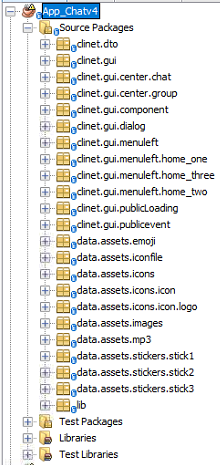 App_Chatv4
Source Packages
clinet.dto
clinet.gui
clinet.gui.center.chat
clinet.gui.center.group
clinet.gui.component
clinet.gui.dialog
clinet.gui.menuleft
clinet.gui.menuleft.home_one
clinet.gui.menuleft.home_three
clinet.gui.menuleft.home_two
clinet.gui.publicLoading
clinet.gui.publicevent
data.assets.emoji
data.assets.iconfile
data.assets.icons
data.assets.icons.icon
data.assets.icons.icon.logo
data.assets.images
data.assets.mp3
data.assets.stickers.stick1
data.assets.stickers.stick2
data.assets.stickers.stick3
lib
Test Packages
Libraries
Test Libraries